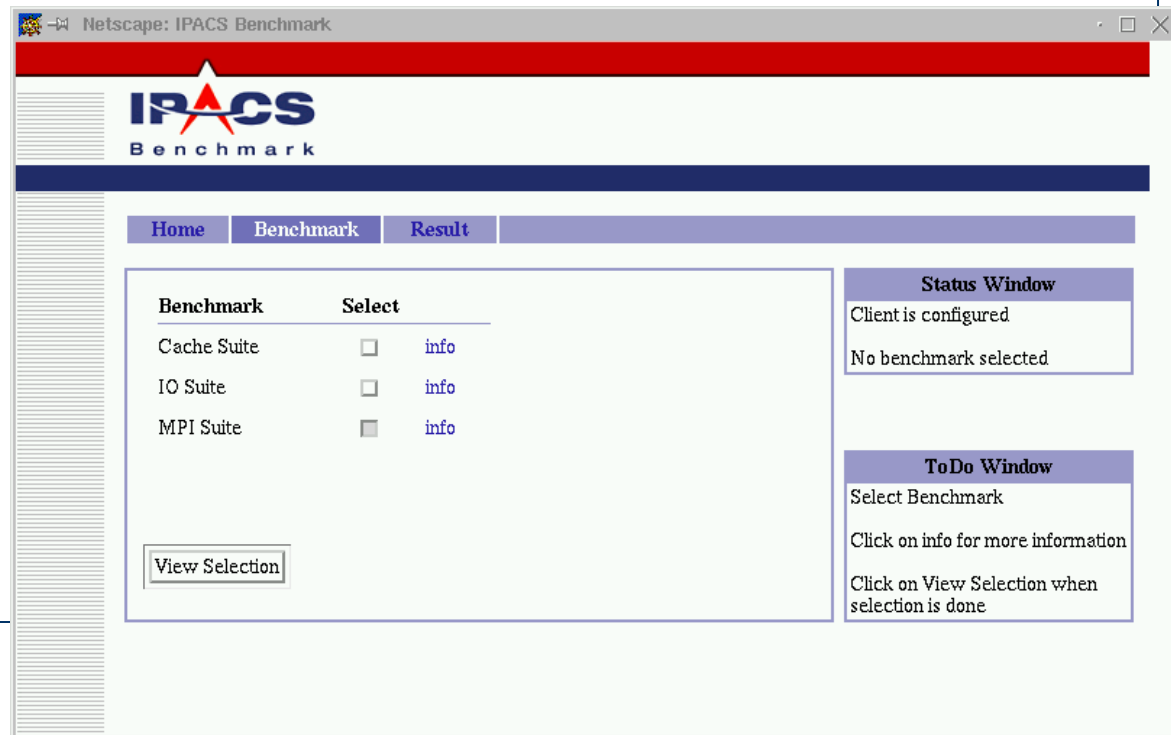 Netscape: IPACS Benchmark
IPACS
Benchmark
Home Benchmark Result
Benchmark Select
Cache Suite info
IO Suite info
MPI Suite info
View Selection
Status Window
Client is configured
No benchmark selected
ToDo Window
Select Benchmark
Click on info for more information
Click on View Selection when
selection is done